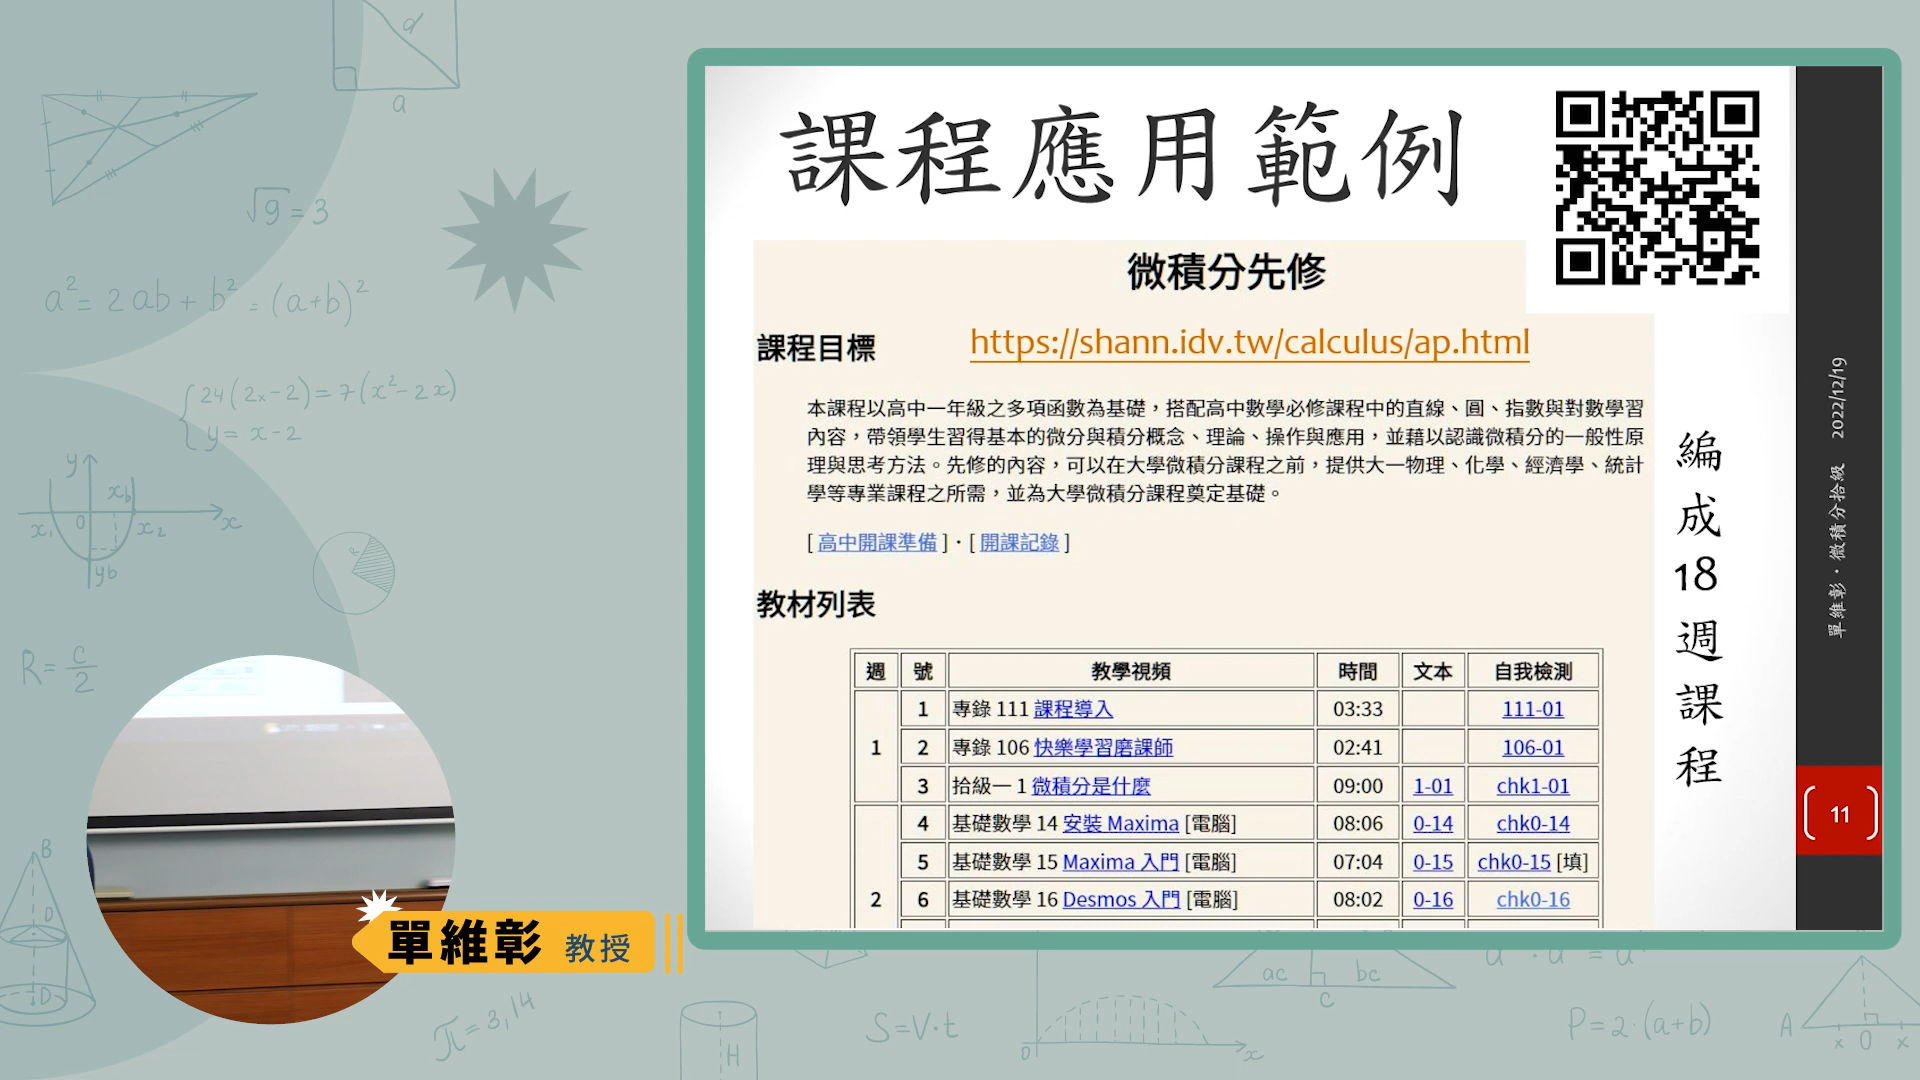 課程應用範例
微積分先修
課程目標
https://shann.idv.tw/calculus/ap.html
本課程以高中一年級之多項函數為基礎，搭配高中數學必修課程中的直線、圓、指數與對數學習
內容，帶領學生習得基本的微分與積分概念、理論、操作與應用，並藉以認識微積分的一般性原
理與思考方法。先修的內容，可以在大學微積分課程之前，提供大一物理、化學、經濟學、統計
學等專業課程之所需，並為大學微積分課程奠定基礎。
[ 高中開課準備 ]・[ 開課記錄 ]
教材列表
週 號 教學視頻 時間 文本 自我檢測
1
1 專錄 111 課程導入 03:33 111-01
2 專錄 106 快樂學習磨課師 02:41 106-01
3 拾級一 1 微積分是什麼 09:00 1-01 chk1-01
2
4 基礎數學 14 安裝 Maxima [電腦] 08:06 0-14 chk0-14
5 基礎數學 15 Maxima 入門 [電腦] 07:04 0-15 chk0-15 [填]
6 基礎數學 16 Desmos 入門 [電腦] 08:02 0-16 chk0-16
編成18週課程
單維彰・微積分拾級 2022/12/19
11
單維彰 教授
d
a
√9 = 3
a² = 2ab + b² = (a+b)²
24(2x-2) = 7(x²-2x)
y = x-2
y
xb
x₁ 0 x₂ x
yb
R = c/2
B
D
D
π = 3,14
H
S=V·t
0 x
ac h bc
c
P=2·(a+b)
A
x 0 x